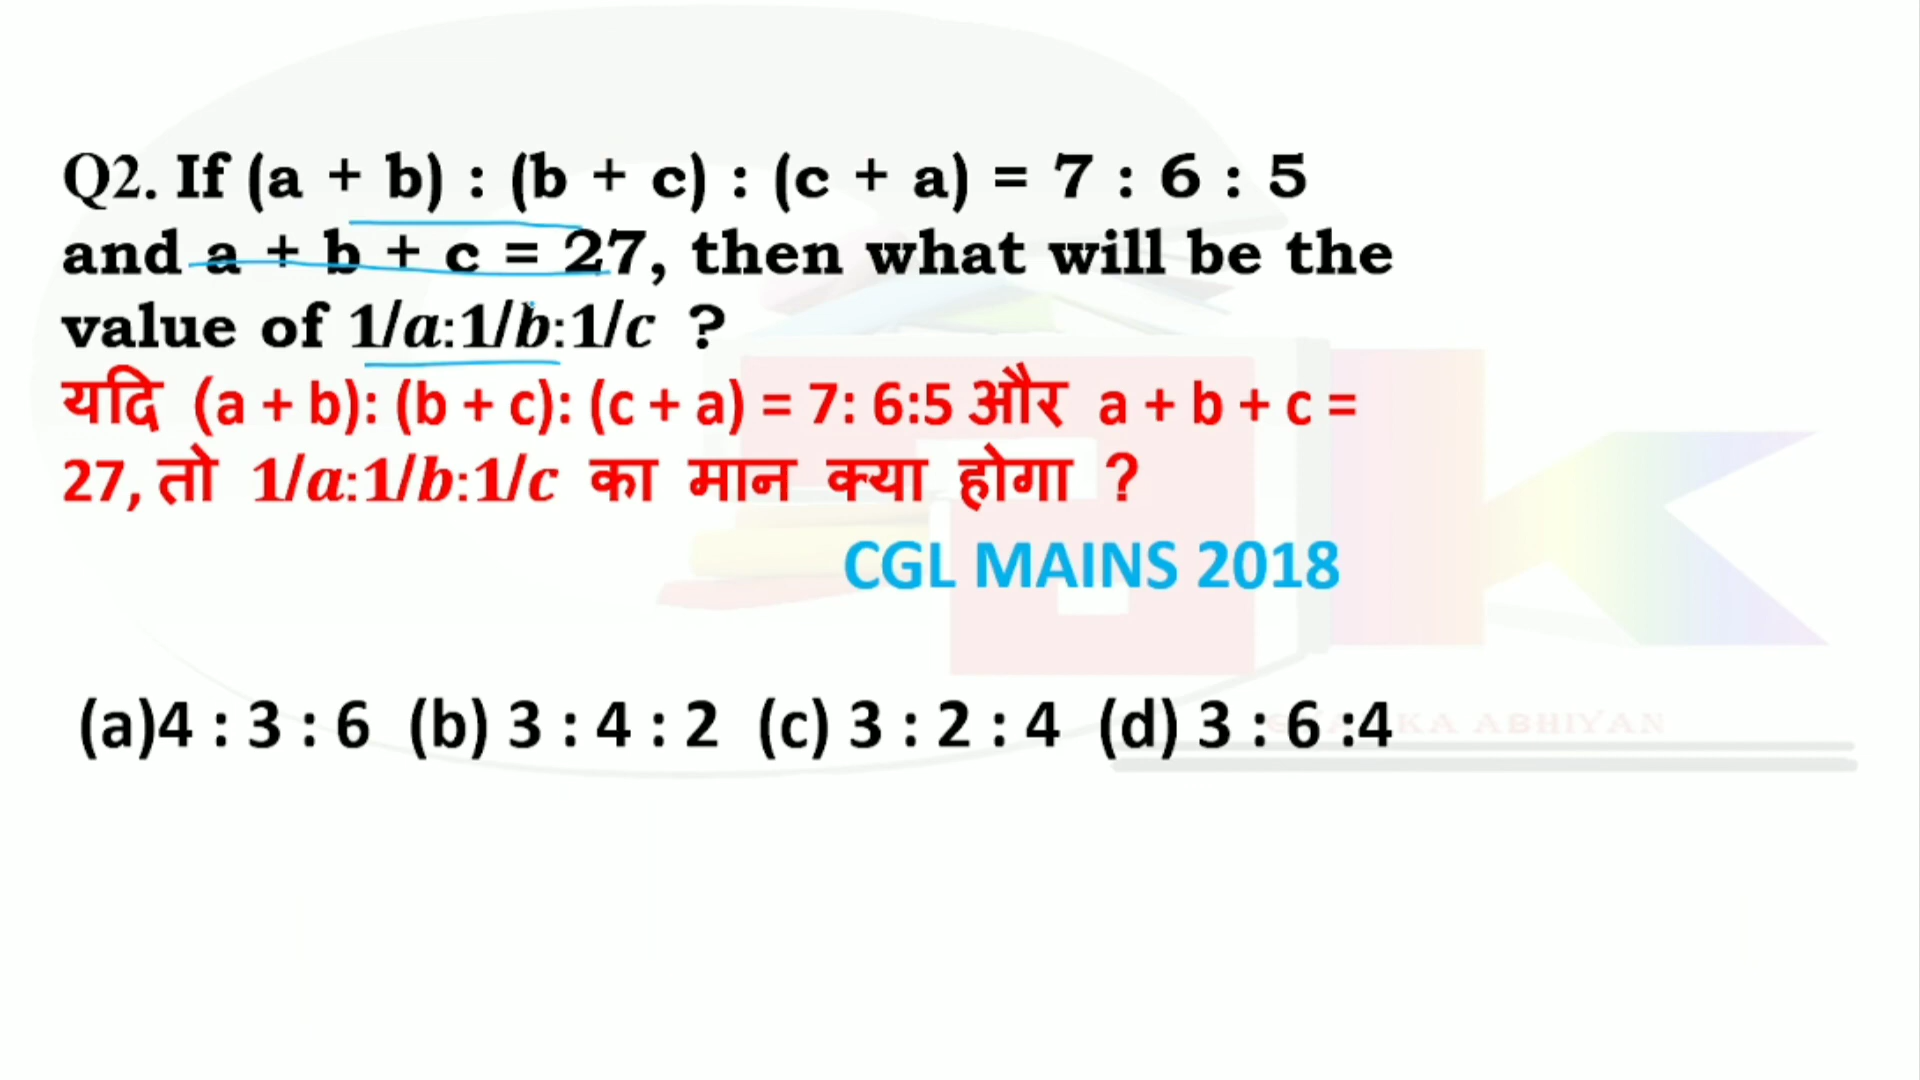 Q2. If (a + b) : (b + c) : (c + a) = 7 : 6 : 5
and a + b + c = 27, then what will be the
value of 1/a:1/b:1/c ?
यदि (a + b): (b + c): (c + a) = 7: 6:5 और a + b + c =
27, तो 1/a:1/b:1/c का मान क्या होगा ?
CGL MAINS 2018
(a)4 : 3 : 6 (b) 3 : 4 : 2 (c) 3 : 2 : 4 (d) 3 : 6 :4
KA ABHIYAN